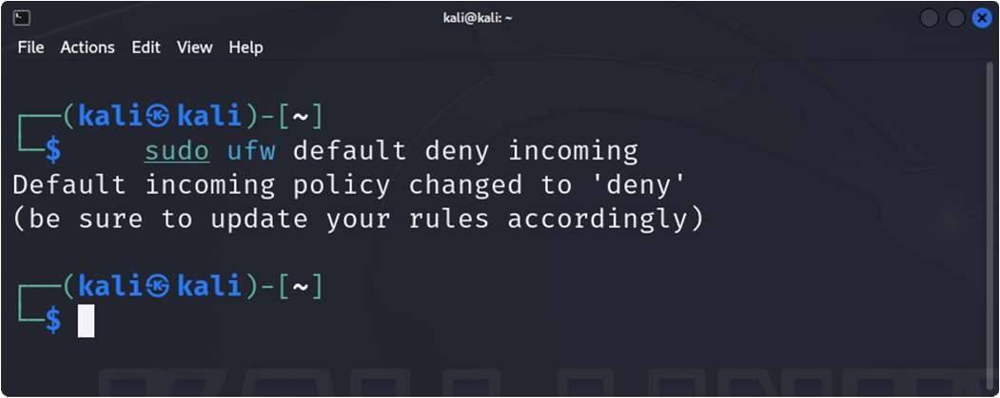 kali@kali: ~
File Actions Edit View Help
┌──(kali㉿kali)-[~]
└─$ sudo ufw default deny incoming
Default incoming policy changed to 'deny'
(be sure to update your rules accordingly)
┌──(kali㉿kali)-[~]
└─$